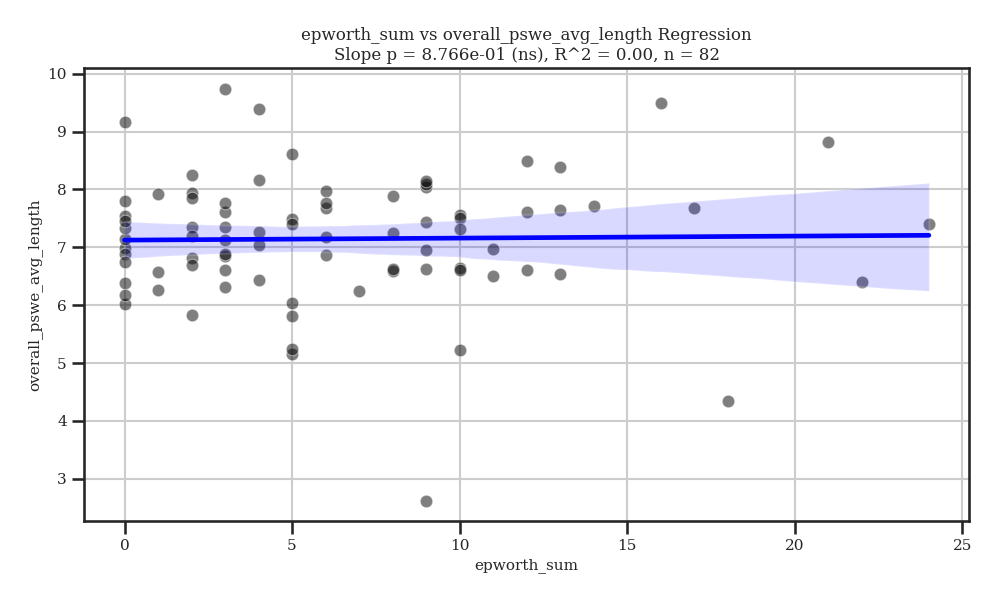 epworth_sum vs overall_pswe_avg_length Regression
Slope p = 8.766e-01 (ns), R^2 = 0.00, n = 82
overall_pswe_avg_length
10
9
8
7
6
5
4
3
0 5 10 15 20 25
epworth_sum